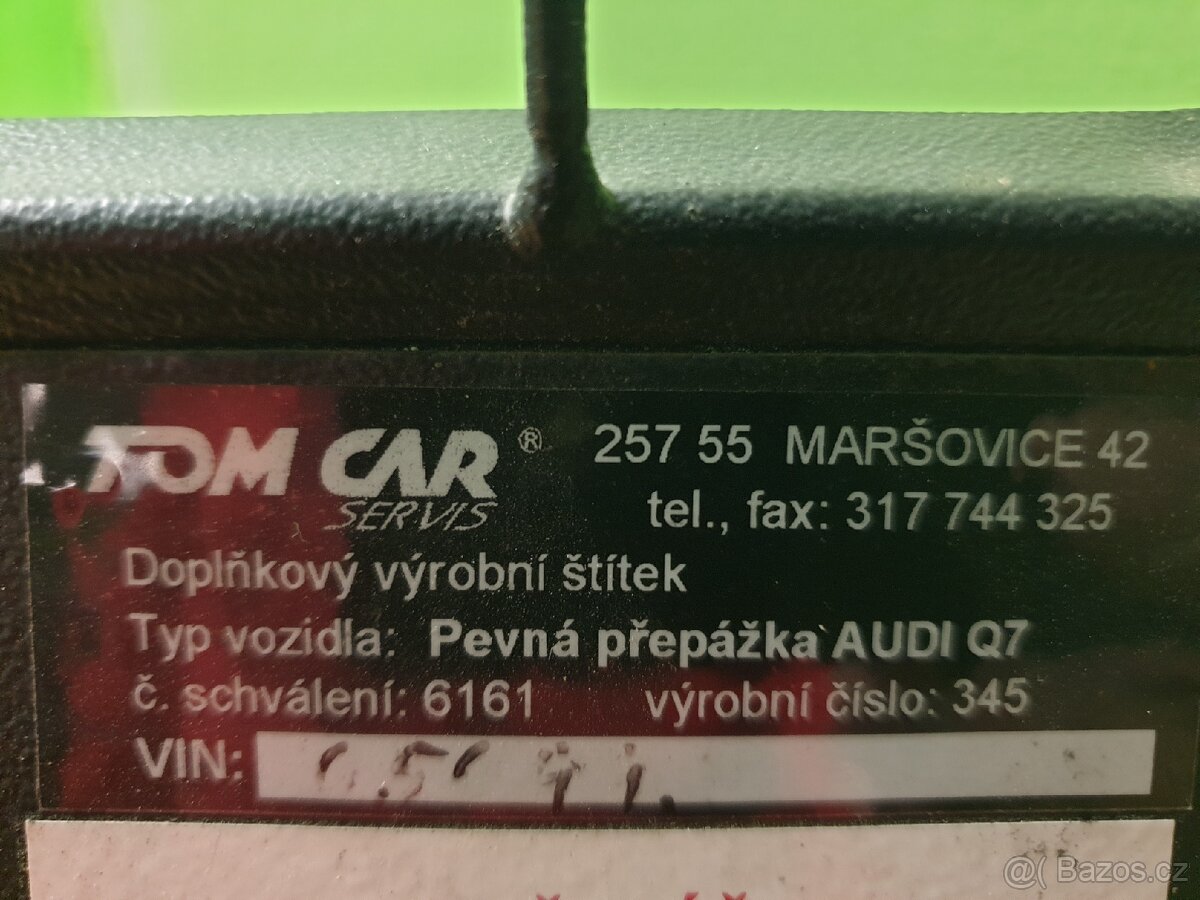 TOM CAR ® 257 55 MARŠOVICE 42
SERVIS tel., fax: 317 744 325
Doplňkový výrobní štítek
Typ vozidla: Pevná přepážka AUDI Q7
č. schválení: 6161 výrobní číslo: 345
VIN:
@( Bazos.cz